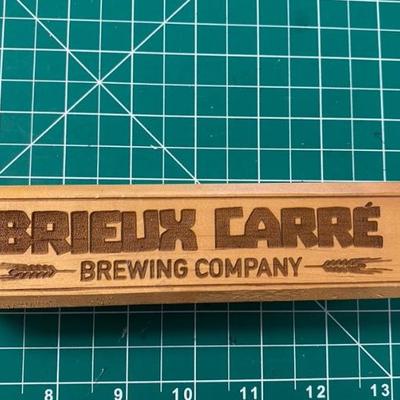 BRIEUX CARRÉ
BREWING COMPANY
8 9 10 11 12 13